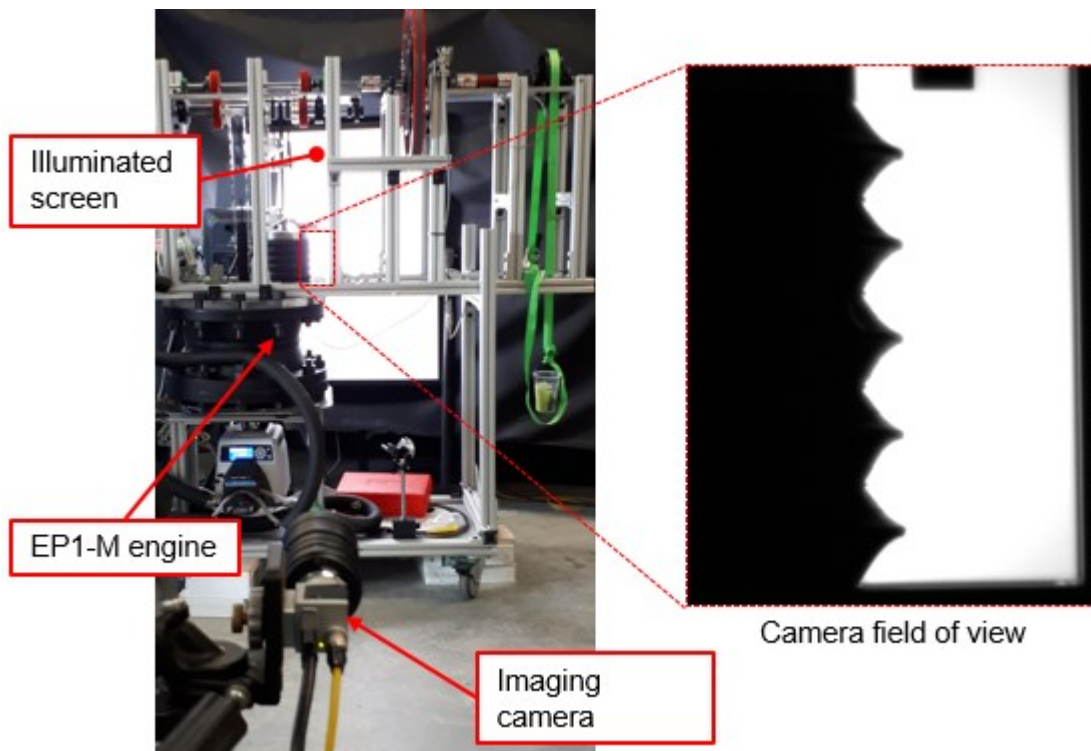 Illuminated
screen
EP1-M engine
Imaging
camera
Camera field of view